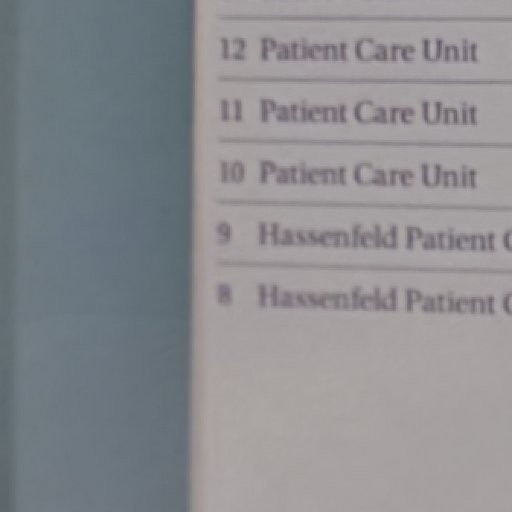 12 Patient Care Unit
11 Patient Care Unit
10 Patient Care Unit
9 Hassenfeld Patient
8 Hassenfeld Patient